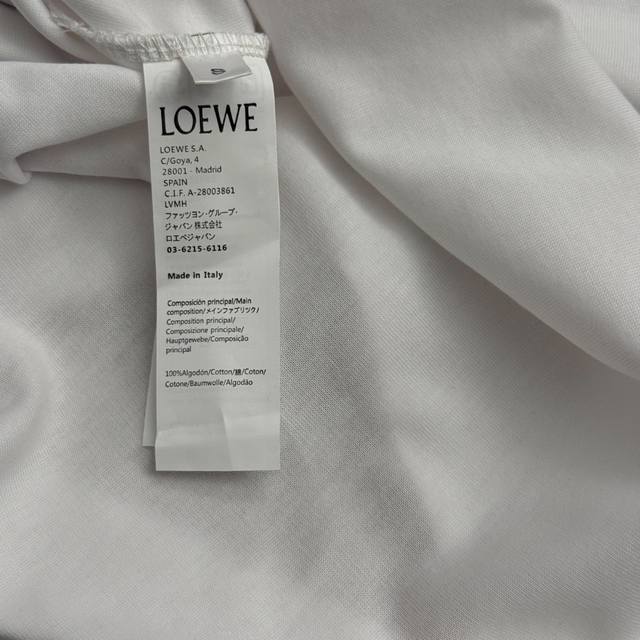 S
LOEWE
LOEWE S.A.
C/Goya, 4
28001 - Madrid
SPAIN
C.I.F. A-28003861
LVMH
ファッツヨン·グループ·
ジャパン 株式会社
ロエベジャパン
03-6215-6116
Made in Italy
Composición principal/Main
composition/メインファブリツク/
Composition principal/
Composizione principale/
Hauptgewebe/Composição
principal
100%Algodón/Cotton/綿/Coton/
Cotone/Baumwolle/Algodão